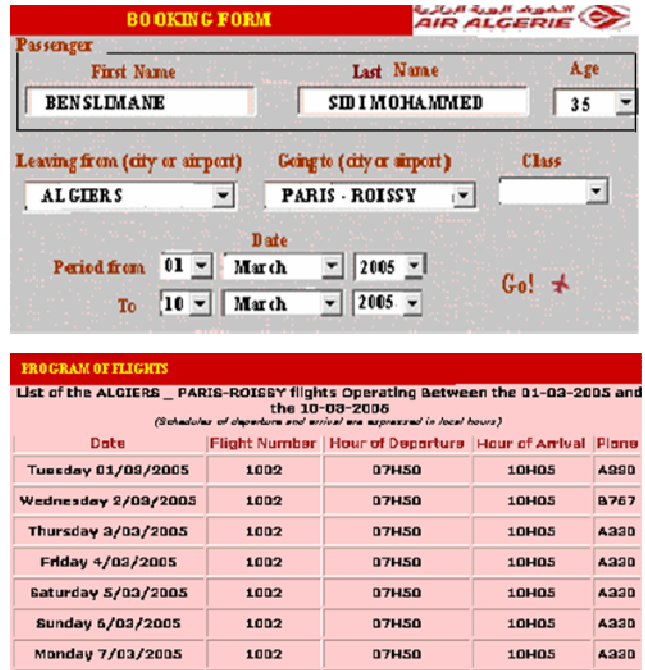 BOOKING FORM
AIR ALGERIE
Passenger
First Name Last Name Age
BENSLIMANE SIDI MOHAMMED 35
Leaving from (city or airport) Going to (city or airport) Class
ALGIERS PARIS - ROISSY
Date
Period from 01 March 2005
Go!
To 10 March 2005
PROGRAM OF FLIGHTS
List of the ALGIERS _ PARIS-ROISSY flights Operating Between the 01-03-2005 and
the 10-03-2005
(Schedules of departure and arrival are expressed in local hours)
Date Flight Number Hour of Departure Hour of Arrival Plane
Tuesday 01/03/2005 1002 07H50 10H05 A330
Wednesday 2/03/2005 1002 07H50 10H05 B767
Thursday 3/03/2005 1002 07H50 10H05 A330
Friday 4/03/2005 1002 07H50 10H05 A330
Saturday 5/03/2005 1002 07H50 10H05 A330
Sunday 6/03/2005 1002 07H50 10H05 A330
Monday 7/03/2005 1002 07H50 10H05 A330